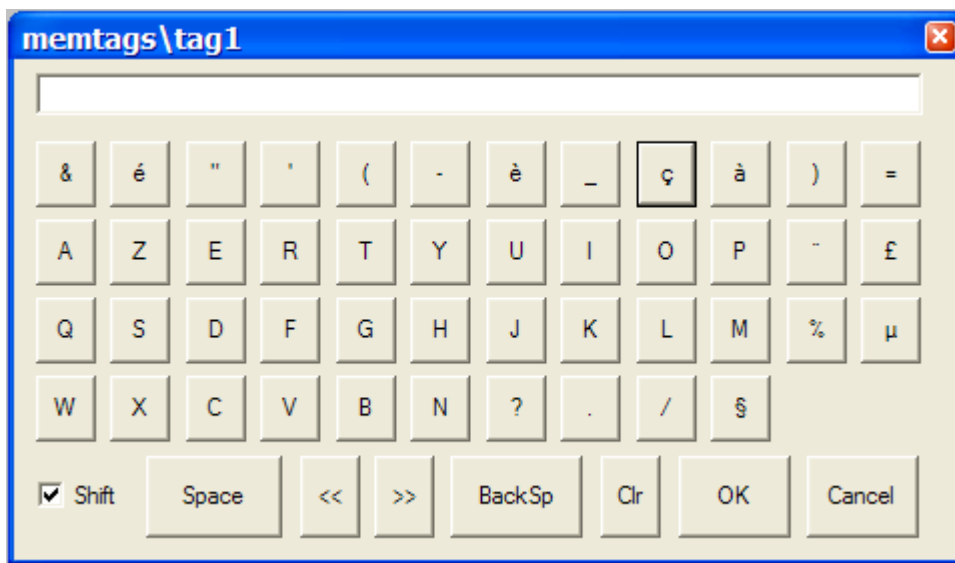 memtags\tag1
& é " ' ( - è _ ç à ) =
A Z E R T Y U I O P ¨ £
Q S D F G H J K L M % µ
W X C V B N ? . / §
Shift Space << >> BackSp Clr OK Cancel